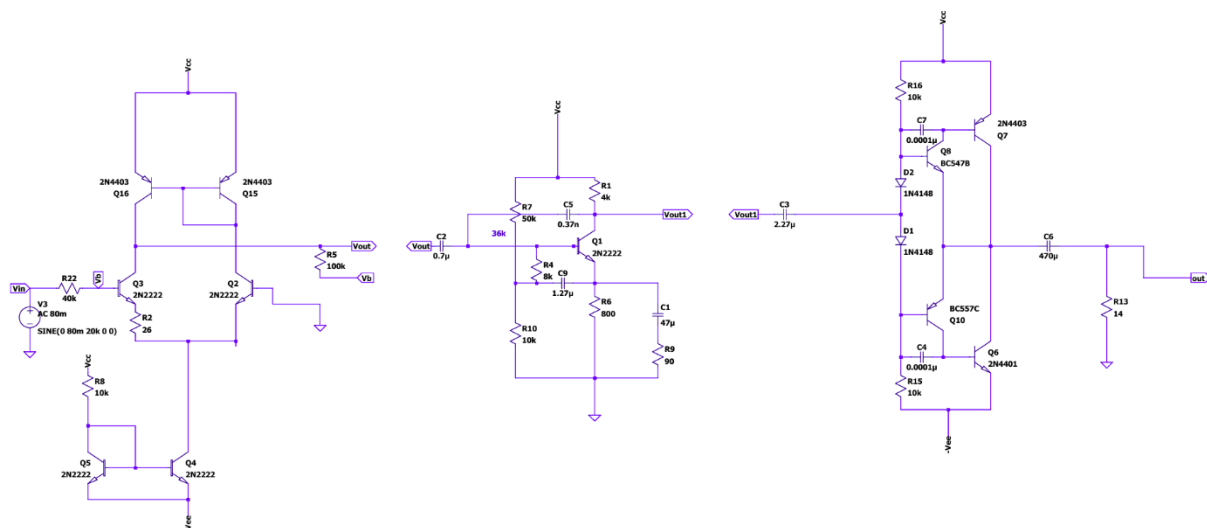 Vcc
2N4403
Q16
2N4403
Q15
Vout
R5
100k
Vb
Vin
R22
40k
Vb
Q3
2N2222
Q2
2N2222
R2
26
V3
AC 80m
SINE(0 80m 20k 0 0)
Vcc
R8
10k
Q5
2N2222
Q4
2N2222
Vee
Vcc
R1
4k
R7
50k
C5
0.37n
Vout1
36k
Vout
C2
0.7µ
Q1
2N2222
R4
8k
C9
1.27µ
R6
800
C1
47µ
R10
10k
R9
90
Vcc
R16
10k
C7
0.0001µ
2N4403
Q7
Q8
BC547B
D2
1N4148
Vout1
C3
2.27µ
D1
1N4148
C6
470µ
out
R13
14
BC557C
Q10
C4
0.0001µ
Q6
2N4401
R15
10k
-Vee